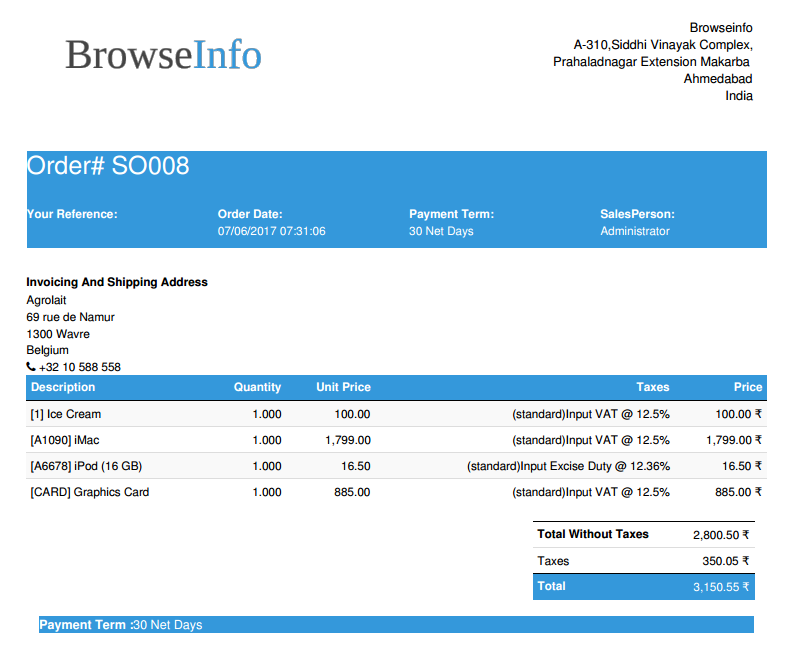 BrowseInfo
Browseinfo
A-310,Siddhi Vinayak Complex,
Prahaladnagar Extension Makarba
Ahmedabad
India
Order# SO008
Your Reference: Order Date: Payment Term: SalesPerson:
07/06/2017 07:31:06 30 Net Days Administrator
Invoicing And Shipping Address
Agrolait
69 rue de Namur
1300 Wavre
Belgium
+32 10 588 558
Description Quantity Unit Price Taxes Price
[1] Ice Cream 1.000 100.00 (standard)Input VAT @ 12.5% 100.00 ₹
[A1090] iMac 1.000 1,799.00 (standard)Input VAT @ 12.5% 1,799.00 ₹
[A6678] iPod (16 GB) 1.000 16.50 (standard)Input Excise Duty @ 12.36% 16.50 ₹
[CARD] Graphics Card 1.000 885.00 (standard)Input VAT @ 12.5% 885.00 ₹
Total Without Taxes 2,800.50 ₹
Taxes 350.05 ₹
Total 3,150.55 ₹
Payment Term :30 Net Days